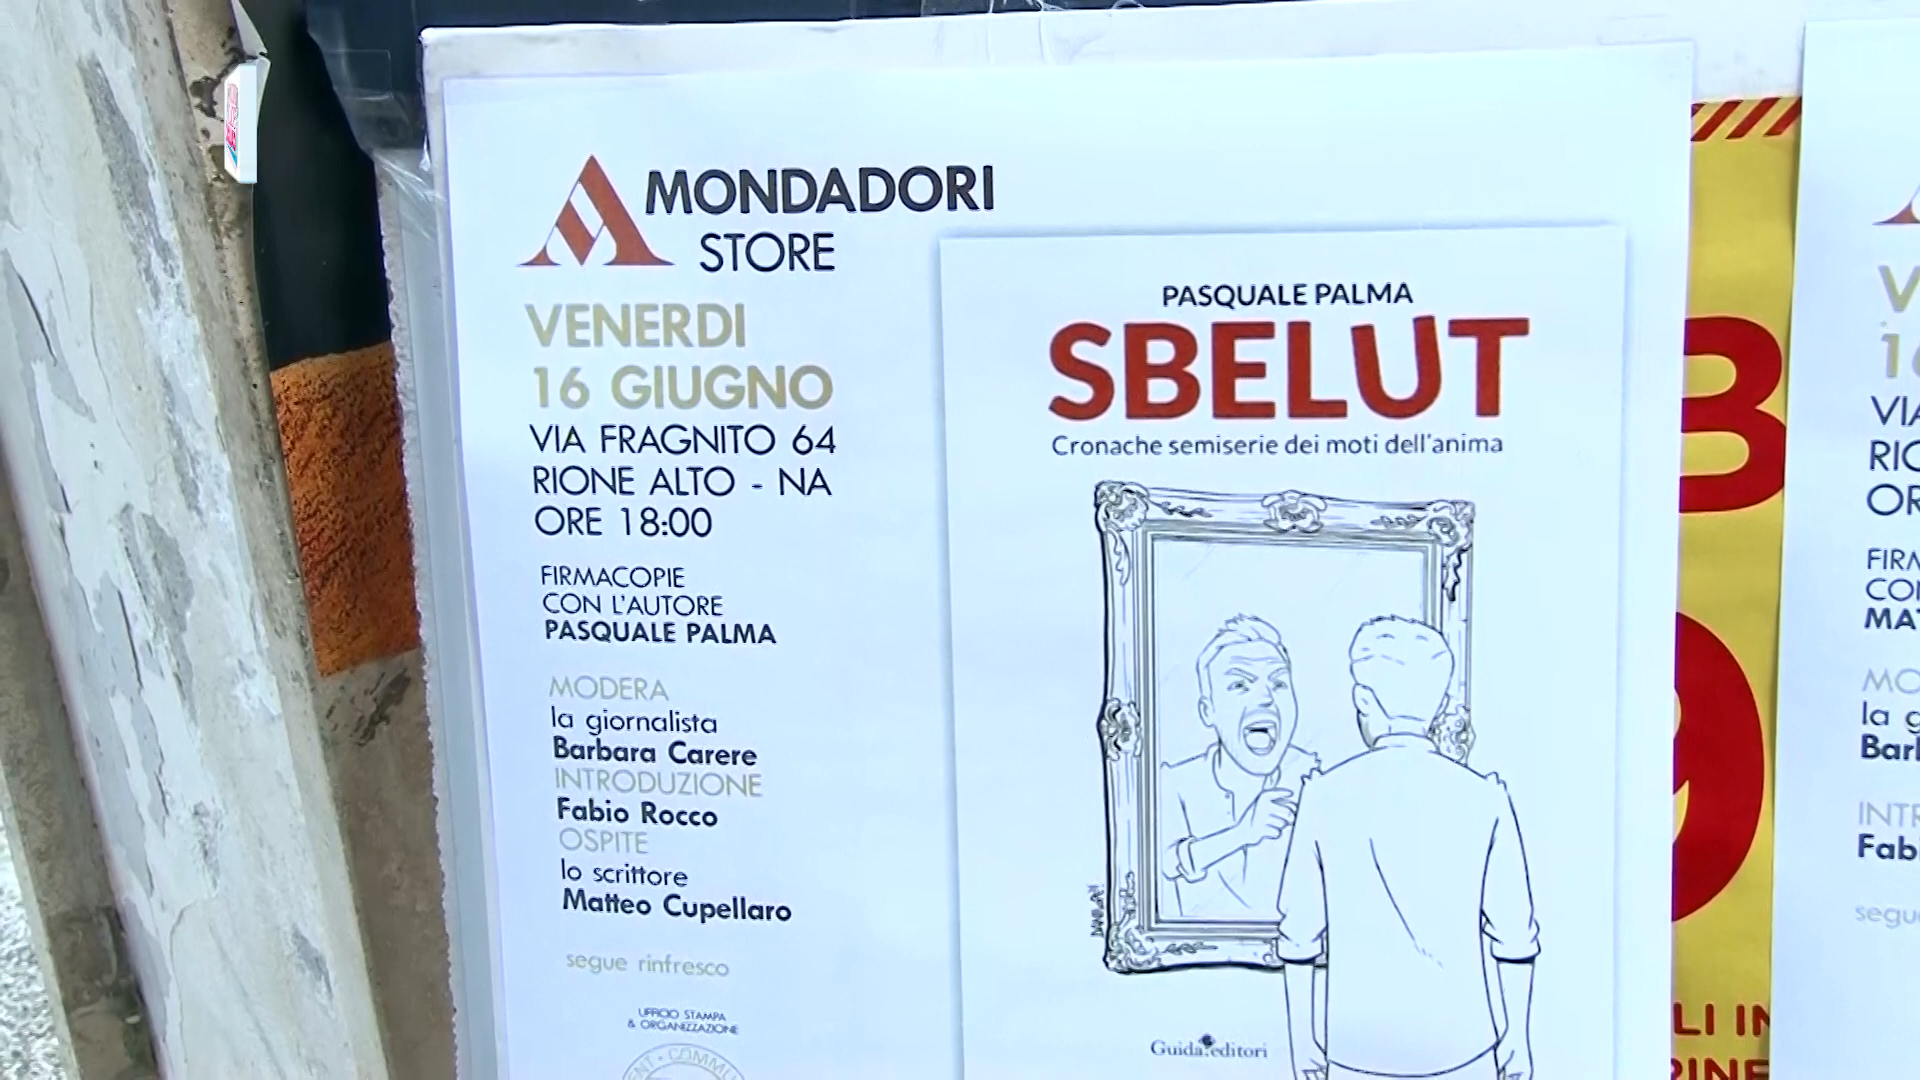 MONDADORI
STORE
VENERDI
16 GIUGNO
VIA FRAGNITO 64
RIONE ALTO - NA
ORE 18:00
FIRMACOPIE
CON L'AUTORE
PASQUALE PALMA
MODERA
la giornalista
Barbara Carere
INTRODUZIONE
Fabio Rocco
OSPITE
lo scrittore
Matteo Cupellaro
segue rinfresco
UFFICIO STAMPA
& ORGANIZZAZIONE
PASQUALE PALMA
SBELUT
Cronache semiserie dei moti dell'anima
Guida editori